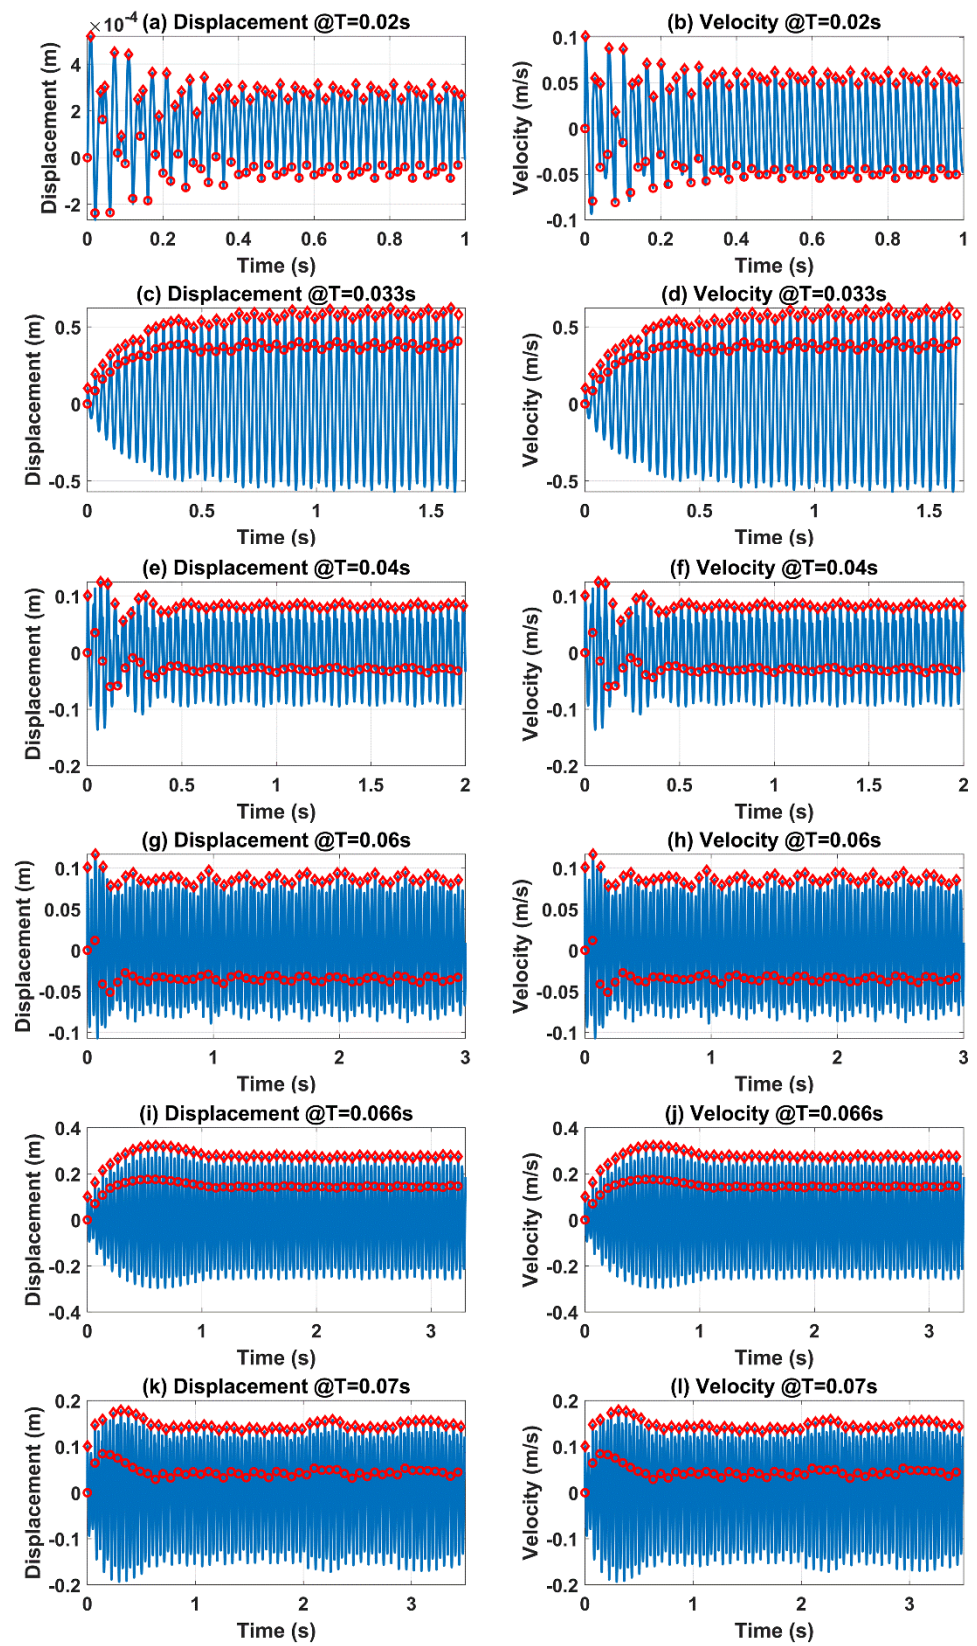 (a) Displacement @T=0.02s
×10⁻⁴
Displacement (m)
4
2
0
-2
0 0.2 0.4 0.6 0.8 1
Time (s)
(b) Velocity @T=0.02s
Velocity (m/s)
0.1
0.05
0
-0.05
-0.1
0 0.2 0.4 0.6 0.8 1
Time (s)
(c) Displacement @T=0.033s
Displacement (m)
0.5
0
-0.5
0 0.5 1 1.5
Time (s)
(d) Velocity @T=0.033s
Velocity (m/s)
0.5
0
-0.5
0 0.5 1 1.5
Time (s)
(e) Displacement @T=0.04s
Displacement (m)
0.1
0
-0.1
-0.2
0 0.5 1 1.5 2
Time (s)
(f) Velocity @T=0.04s
Velocity (m/s)
0.1
0
-0.1
-0.2
0 0.5 1 1.5 2
Time (s)
(g) Displacement @T=0.06s
Displacement (m)
0.1
0.05
0
-0.05
-0.1
0 1 2 3
Time (s)
(h) Velocity @T=0.06s
Velocity (m/s)
0.1
0.05
0
-0.05
-0.1
0 1 2 3
Time (s)
(i) Displacement @T=0.066s
Displacement (m)
0.4
0.2
0
-0.2
-0.4
0 1 2 3
Time (s)
(j) Velocity @T=0.066s
Velocity (m/s)
0.4
0.2
0
-0.2
-0.4
0 1 2 3
Time (s)
(k) Displacement @T=0.07s
Displacement (m)
0.2
0.1
0
-0.1
-0.2
0 1 2 3
Time (s)
(l) Velocity @T=0.07s
Velocity (m/s)
0.2
0.1
0
-0.1
-0.2
0 1 2 3
Time (s)